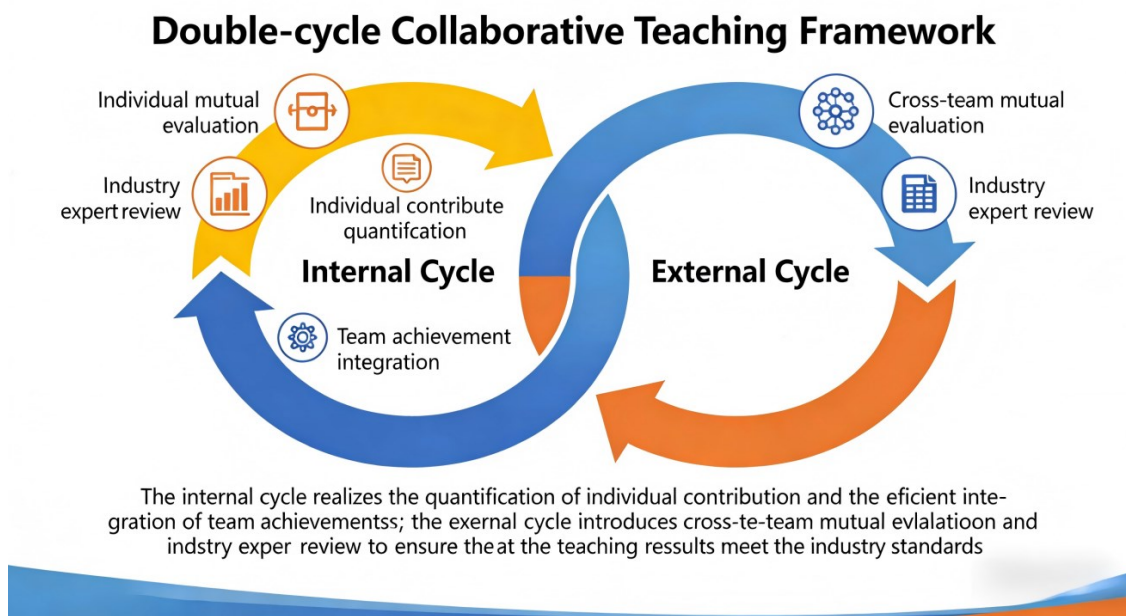 Double-cycle Collaborative Teaching Framework
Individual mutual
evaluation
Industry
expert review
Individual contribute
quantifcation
Internal Cycle
Team achievement
integration
Cross-team mutual
evaluation
Industry
expert review
External Cycle
The internal cycle realizes the quantification of individual contribution and the eficient inte-
gration of team achievementss; the exernal cycle introduces cross-te-team mutual evlalatioon and
indstry exper review to ensure theat the teaching ressults meet the industry standards